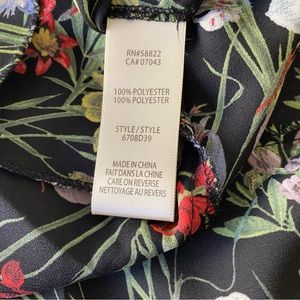 RN#58822
CA# 07043
100% POLYESTER
100% POLYESTER
STYLE/STYLE
6708D39
MADE IN CHINA
FAIT DANS LA CHINE
CARE ON REVERSE
NETTOYAGE AU REVERS